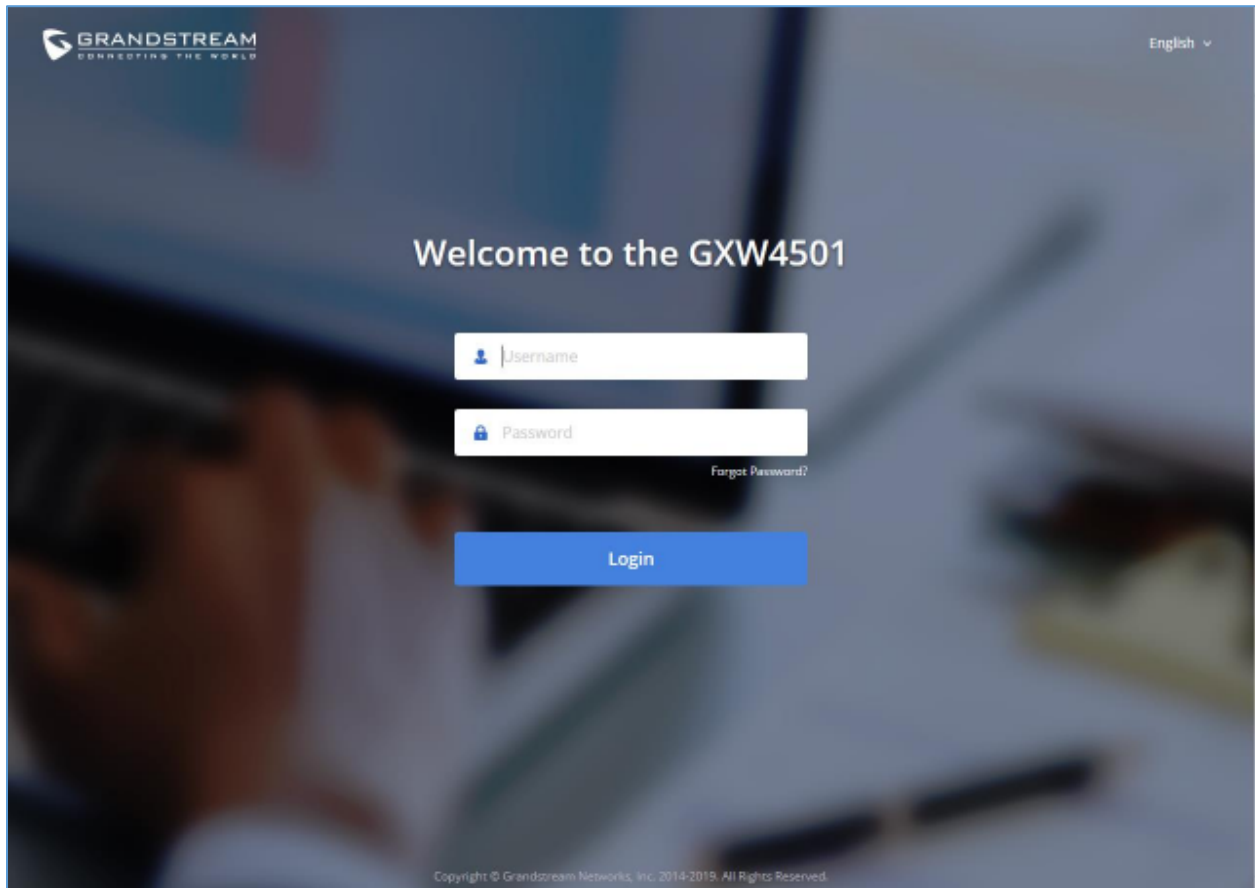 GRANDSTREAM
CONNECTING THE WORLD
English
Welcome to the GXW4501
Username
Password
Forgot Password?
Login
Copyright © Grandstream Networks, Inc. 2014-2019. All Rights Reserved.